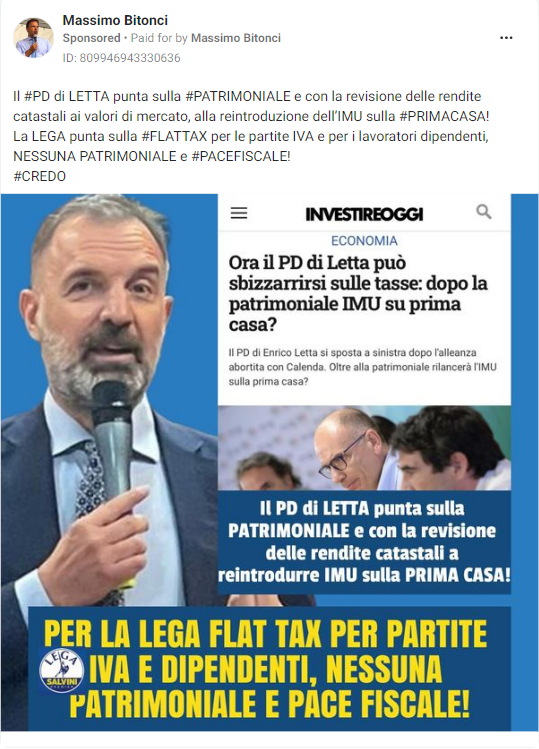 Massimo Bitonci
Sponsored • Paid for by Massimo Bitonci
ID: 809946943330636
Il #PD di LETTA punta sulla #PATRIMONIALE e con la revisione delle rendite
catastali ai valori di mercato, alla reintroduzione dell'IMU sulla #PRIMACASA!
La LEGA punta sulla #FLATTAX per le partite IVA e per i lavoratori dipendenti,
NESSUNA PATRIMONIALE e #PACEFISCALE!
#CREDO
INVESTIREOGGI
ECONOMIA
Ora il PD di Letta può
sbizzarrirsi sulle tasse: dopo la
patrimoniale IMU su prima
casa?
Il PD di Enrico Letta si sposta a sinistra dopo l'alleanza
abortita con Calenda. Oltre alla patrimoniale rilancerà l'IMU
sulla prima casa?
Il PD di LETTA punta sulla
PATRIMONIALE e con la revisione
delle rendite catastali a
reintrodurre IMU sulla PRIMA CASA!
PER LA LEGA FLAT TAX PER PARTITE
IVA E DIPENDENTI, NESSUNA
PATRIMONIALE E PACE FISCALE!
LEGA
SALVINI